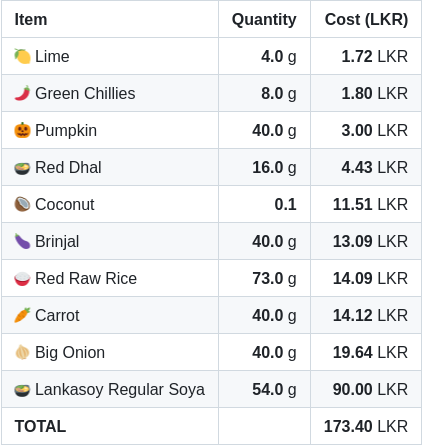 Item Quantity Cost (LKR)
🍋 Lime 4.0 g 1.72 LKR
🌶️ Green Chillies 8.0 g 1.80 LKR
🎃 Pumpkin 40.0 g 3.00 LKR
🍲 Red Dhal 16.0 g 4.43 LKR
🥥 Coconut 0.1 11.51 LKR
🍆 Brinjal 40.0 g 13.09 LKR
🍚 Red Raw Rice 73.0 g 14.09 LKR
🥕 Carrot 40.0 g 14.12 LKR
🧅 Big Onion 40.0 g 19.64 LKR
🍲 Lankasoy Regular Soya 54.0 g 90.00 LKR
TOTAL 173.40 LKR